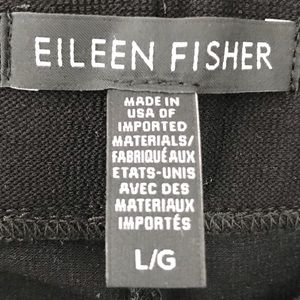 EILEEN FISHER
MADE IN
USA OF
IMPORTED
MATERIALS/
FABRIQUÉ AUX
ETATS-UNIS
AVEC DES
MATERIAUX
IMPORTÉS
L/G